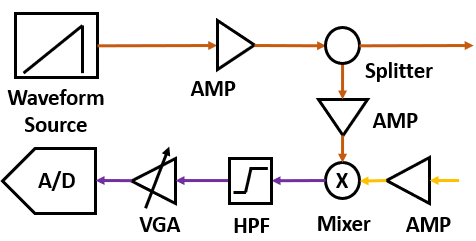 AMP
Splitter
Waveform
Source
AMP
A/D
X
VGA
HPF
Mixer
AMP